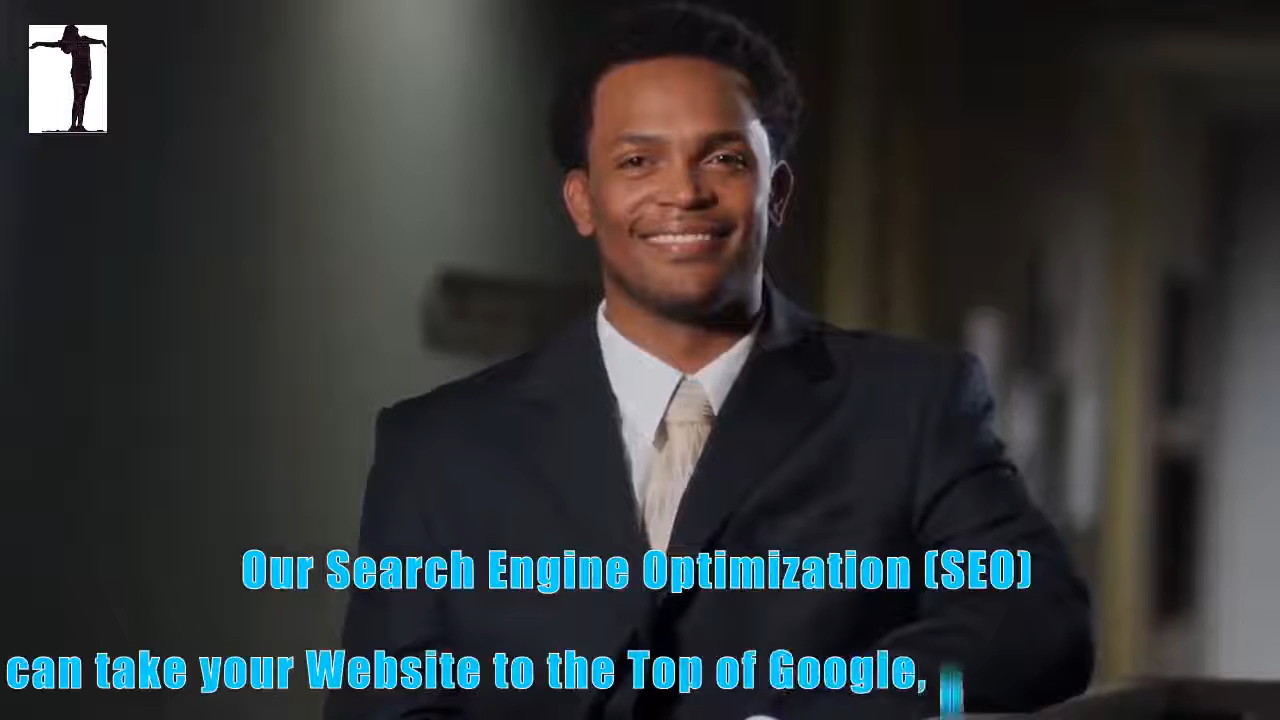 Our Search Engine Optimization (SEO)
can take your Website to the Top of Google,